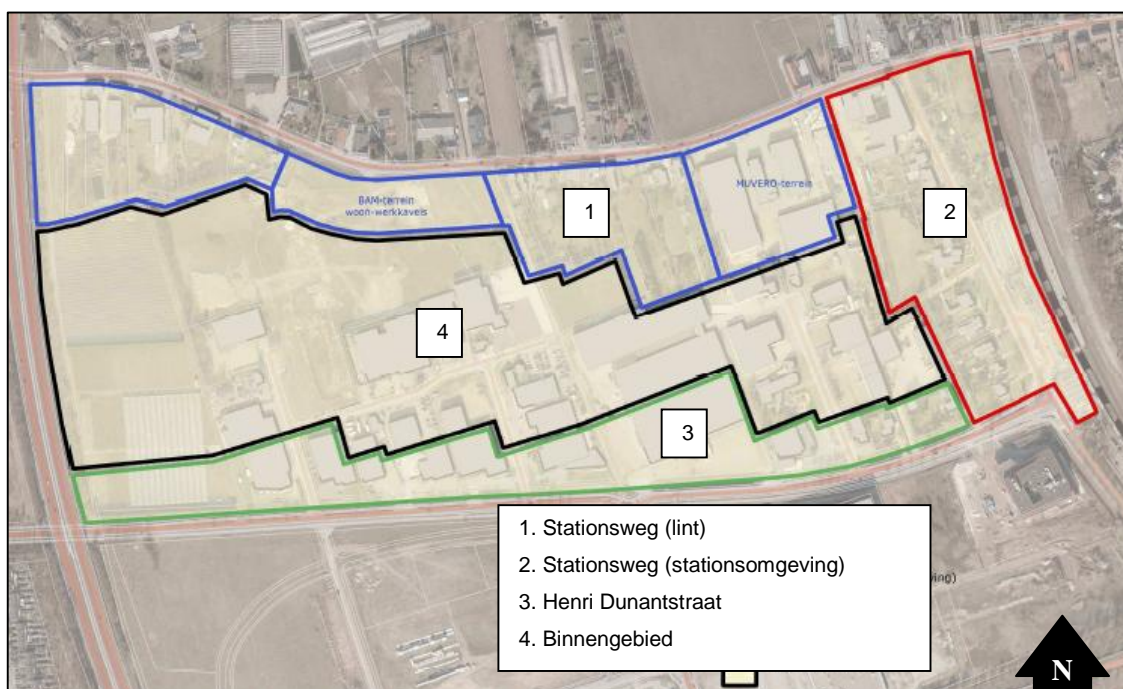 BAM-terrein
woon-werkkavels
MUVERO-terrein
1
2
4
3
1. Stationsweg (lint)
2. Stationsweg (stationsomgeving)
3. Henri Dunantstraat
4. Binnengebied
ing)
N